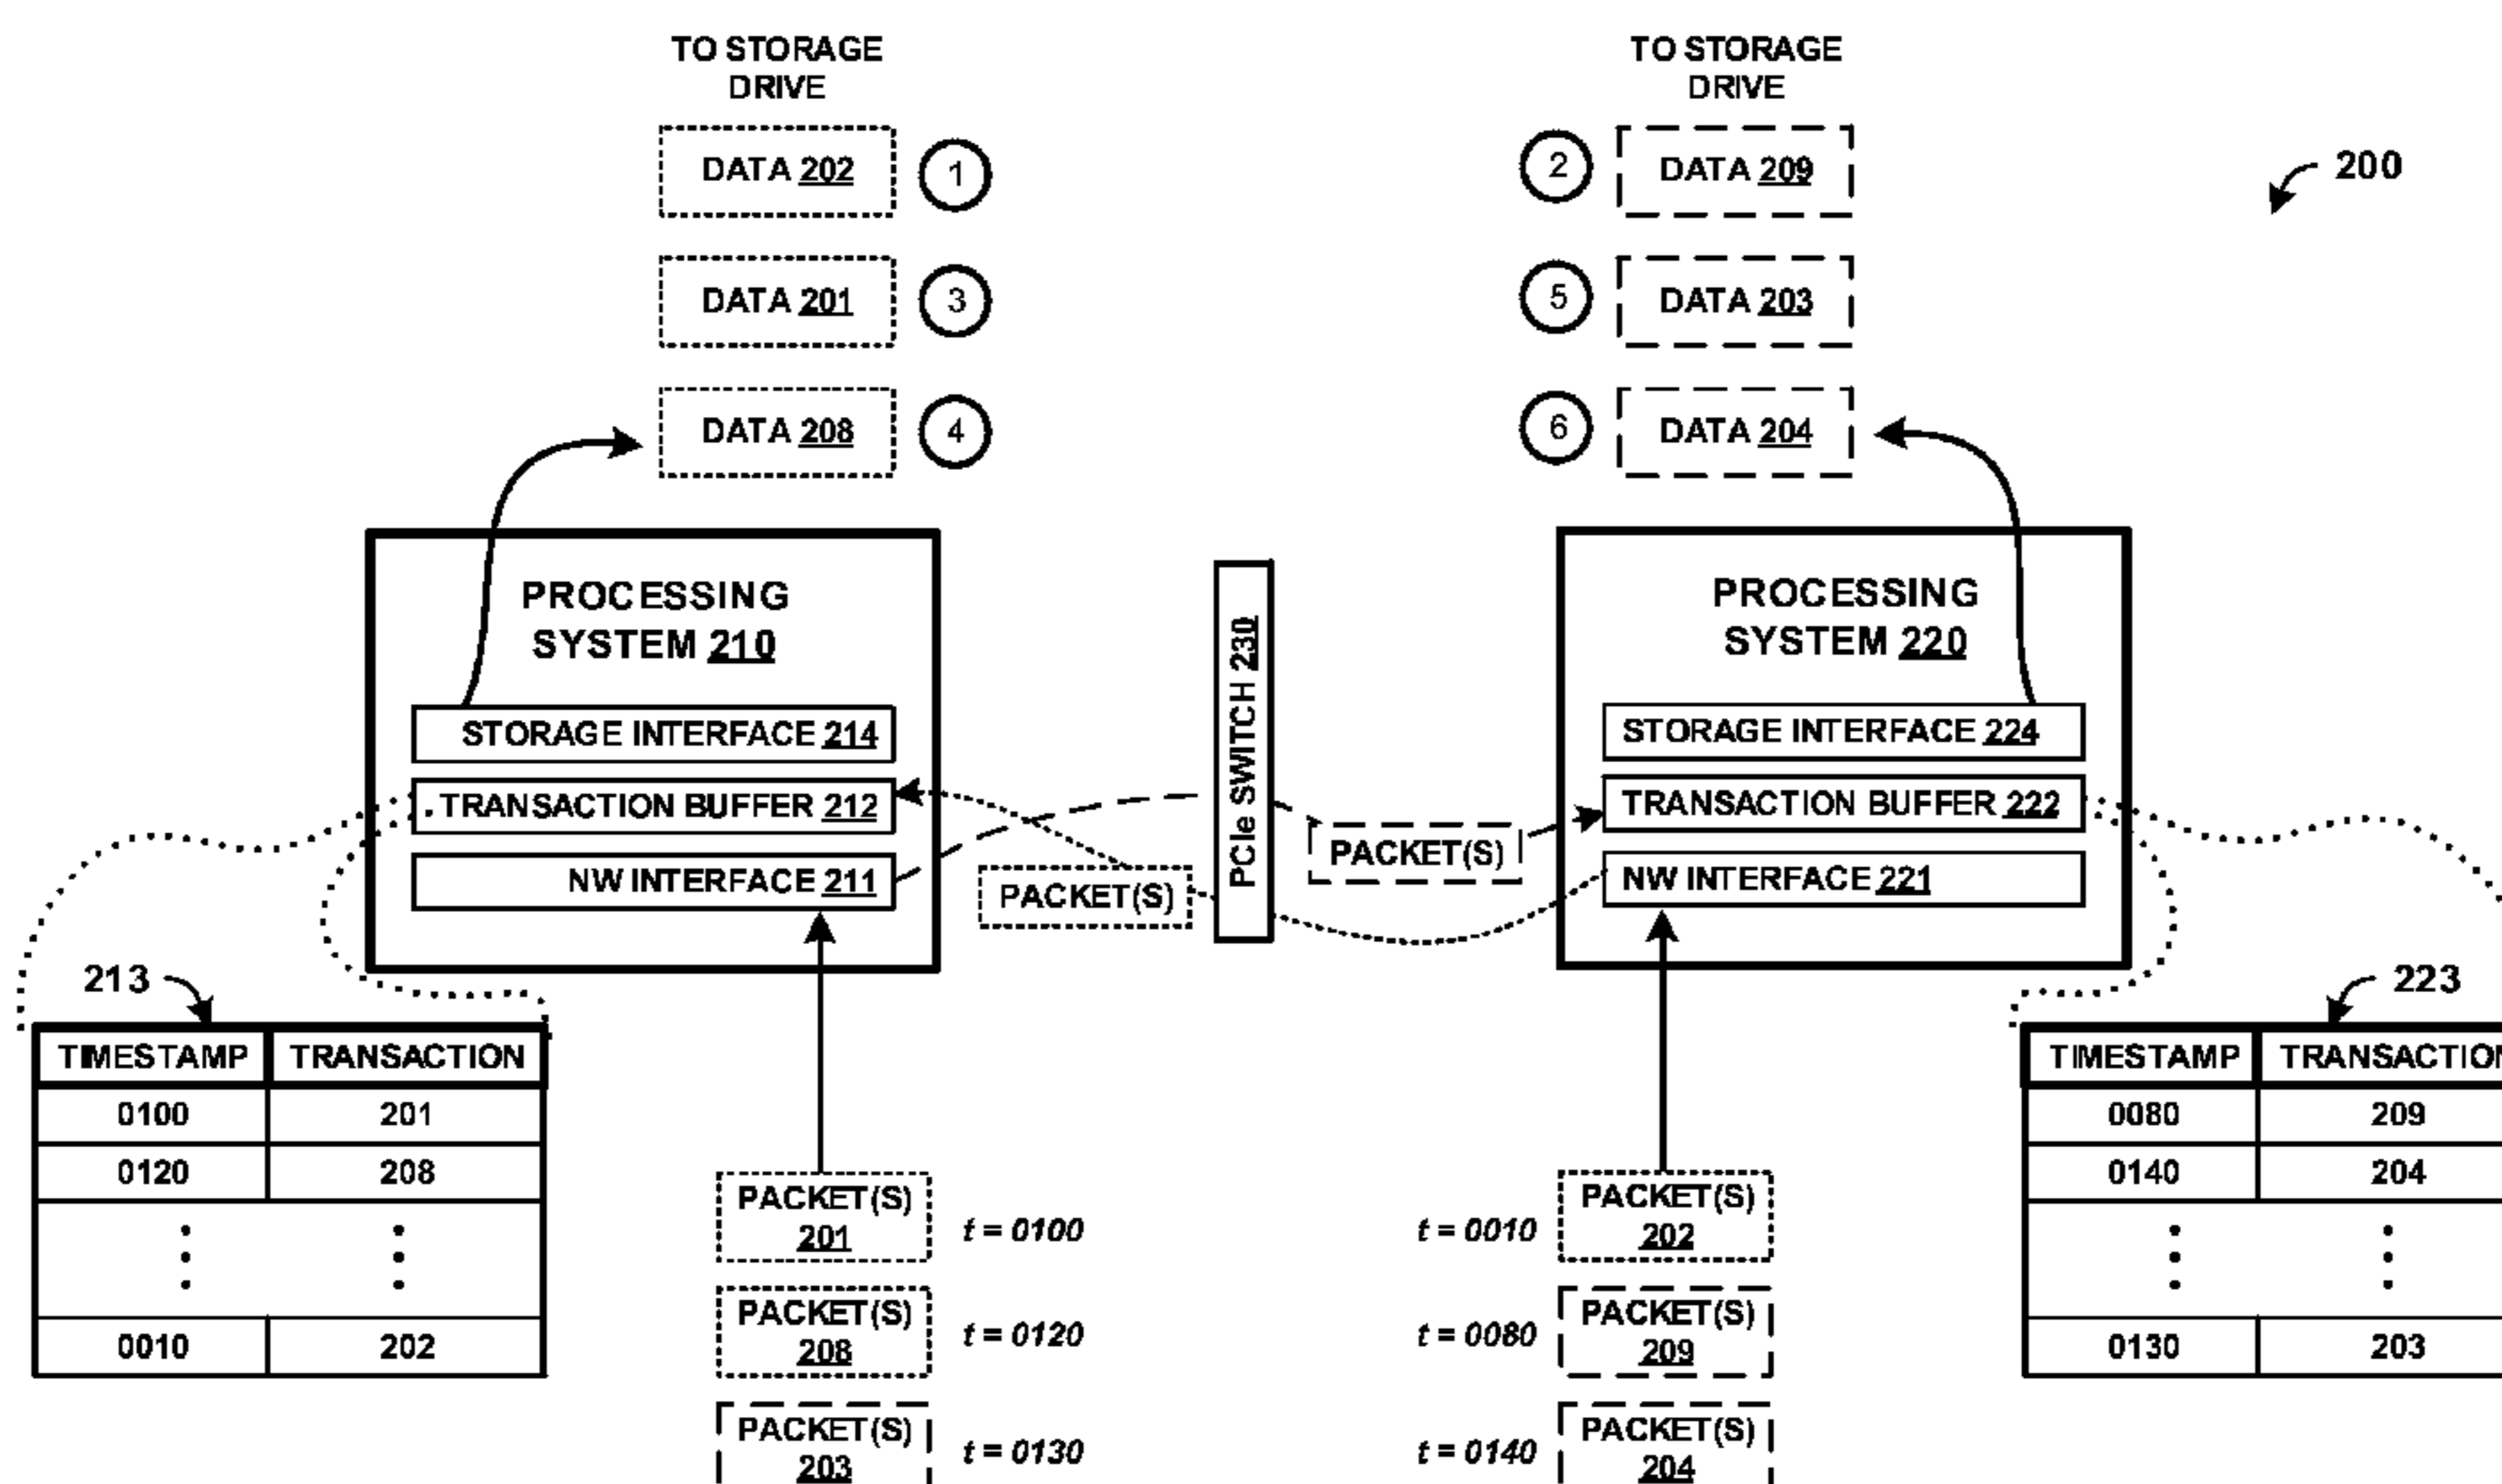 TO STORAGE
DRIVE
TO STORAGE
DRIVE
DATA 202
1
2
DATA 209
200
DATA 201
3
5
DATA 203
DATA 208
4
6
DATA 204
PROCESSING
SYSTEM 210
STORAGE INTERFACE 214
TRANSACTION BUFFER 212
NW INTERFACE 211
PACKET(S)
PCIe SWITCH 230
PACKET(S)
PROCESSING
SYSTEM 220
STORAGE INTERFACE 224
TRANSACTION BUFFER 222
NW INTERFACE 221
213
TIMESTAMP TRANSACTION
0100 201
0120 208
0010 202
PACKET(S)
201
t = 0100
PACKET(S)
208
t = 0120
PACKET(S)
203
t = 0130
t = 0010
PACKET(S)
202
t = 0080
PACKET(S)
209
t = 0140
PACKET(S)
204
223
TIMESTAMP TRANSACTION
0080 209
0140 204
0130 203